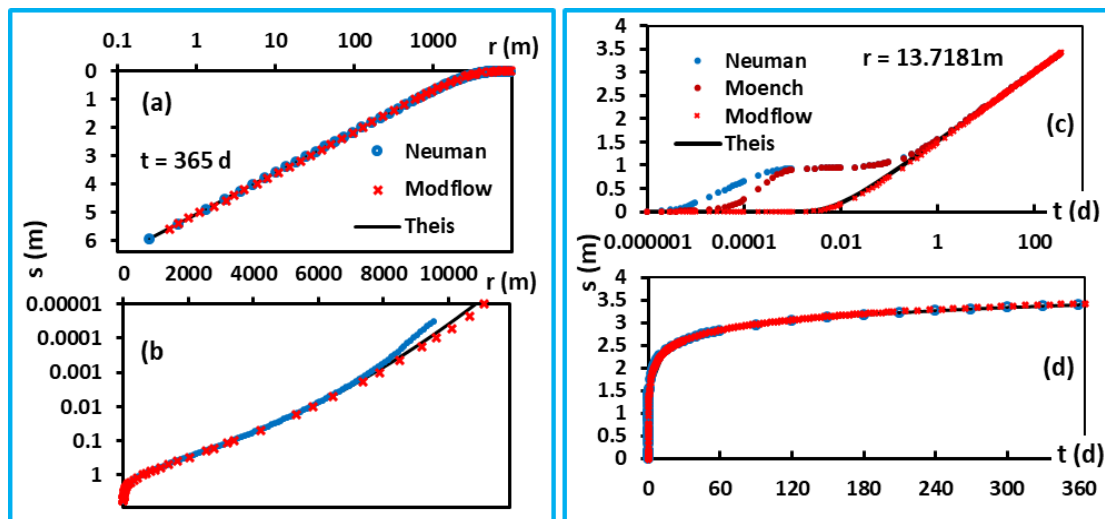 0.1 1 10 100 1000 r (m)
0
1
2
3
4
5
6
(a)
t = 365 d
Neuman
Modflow
Theis
s (m)
0 2000 4000 6000 8000 10000 r (m)
0.00001
0.0001
0.001
0.01
0.1
1
(b
4
3.5
3
2.5
2
1.5
1
0.5
0
r = 13.7181m
Neuman
Moench
Modflow
Theis
(c)
t (d)
0.000001 0.0001 0.01 1 100
s (m)
4
3.5
3
2.5
2
1.5
1
0.5
0
(d)
t (d)
0 60 120 180 240 300 360